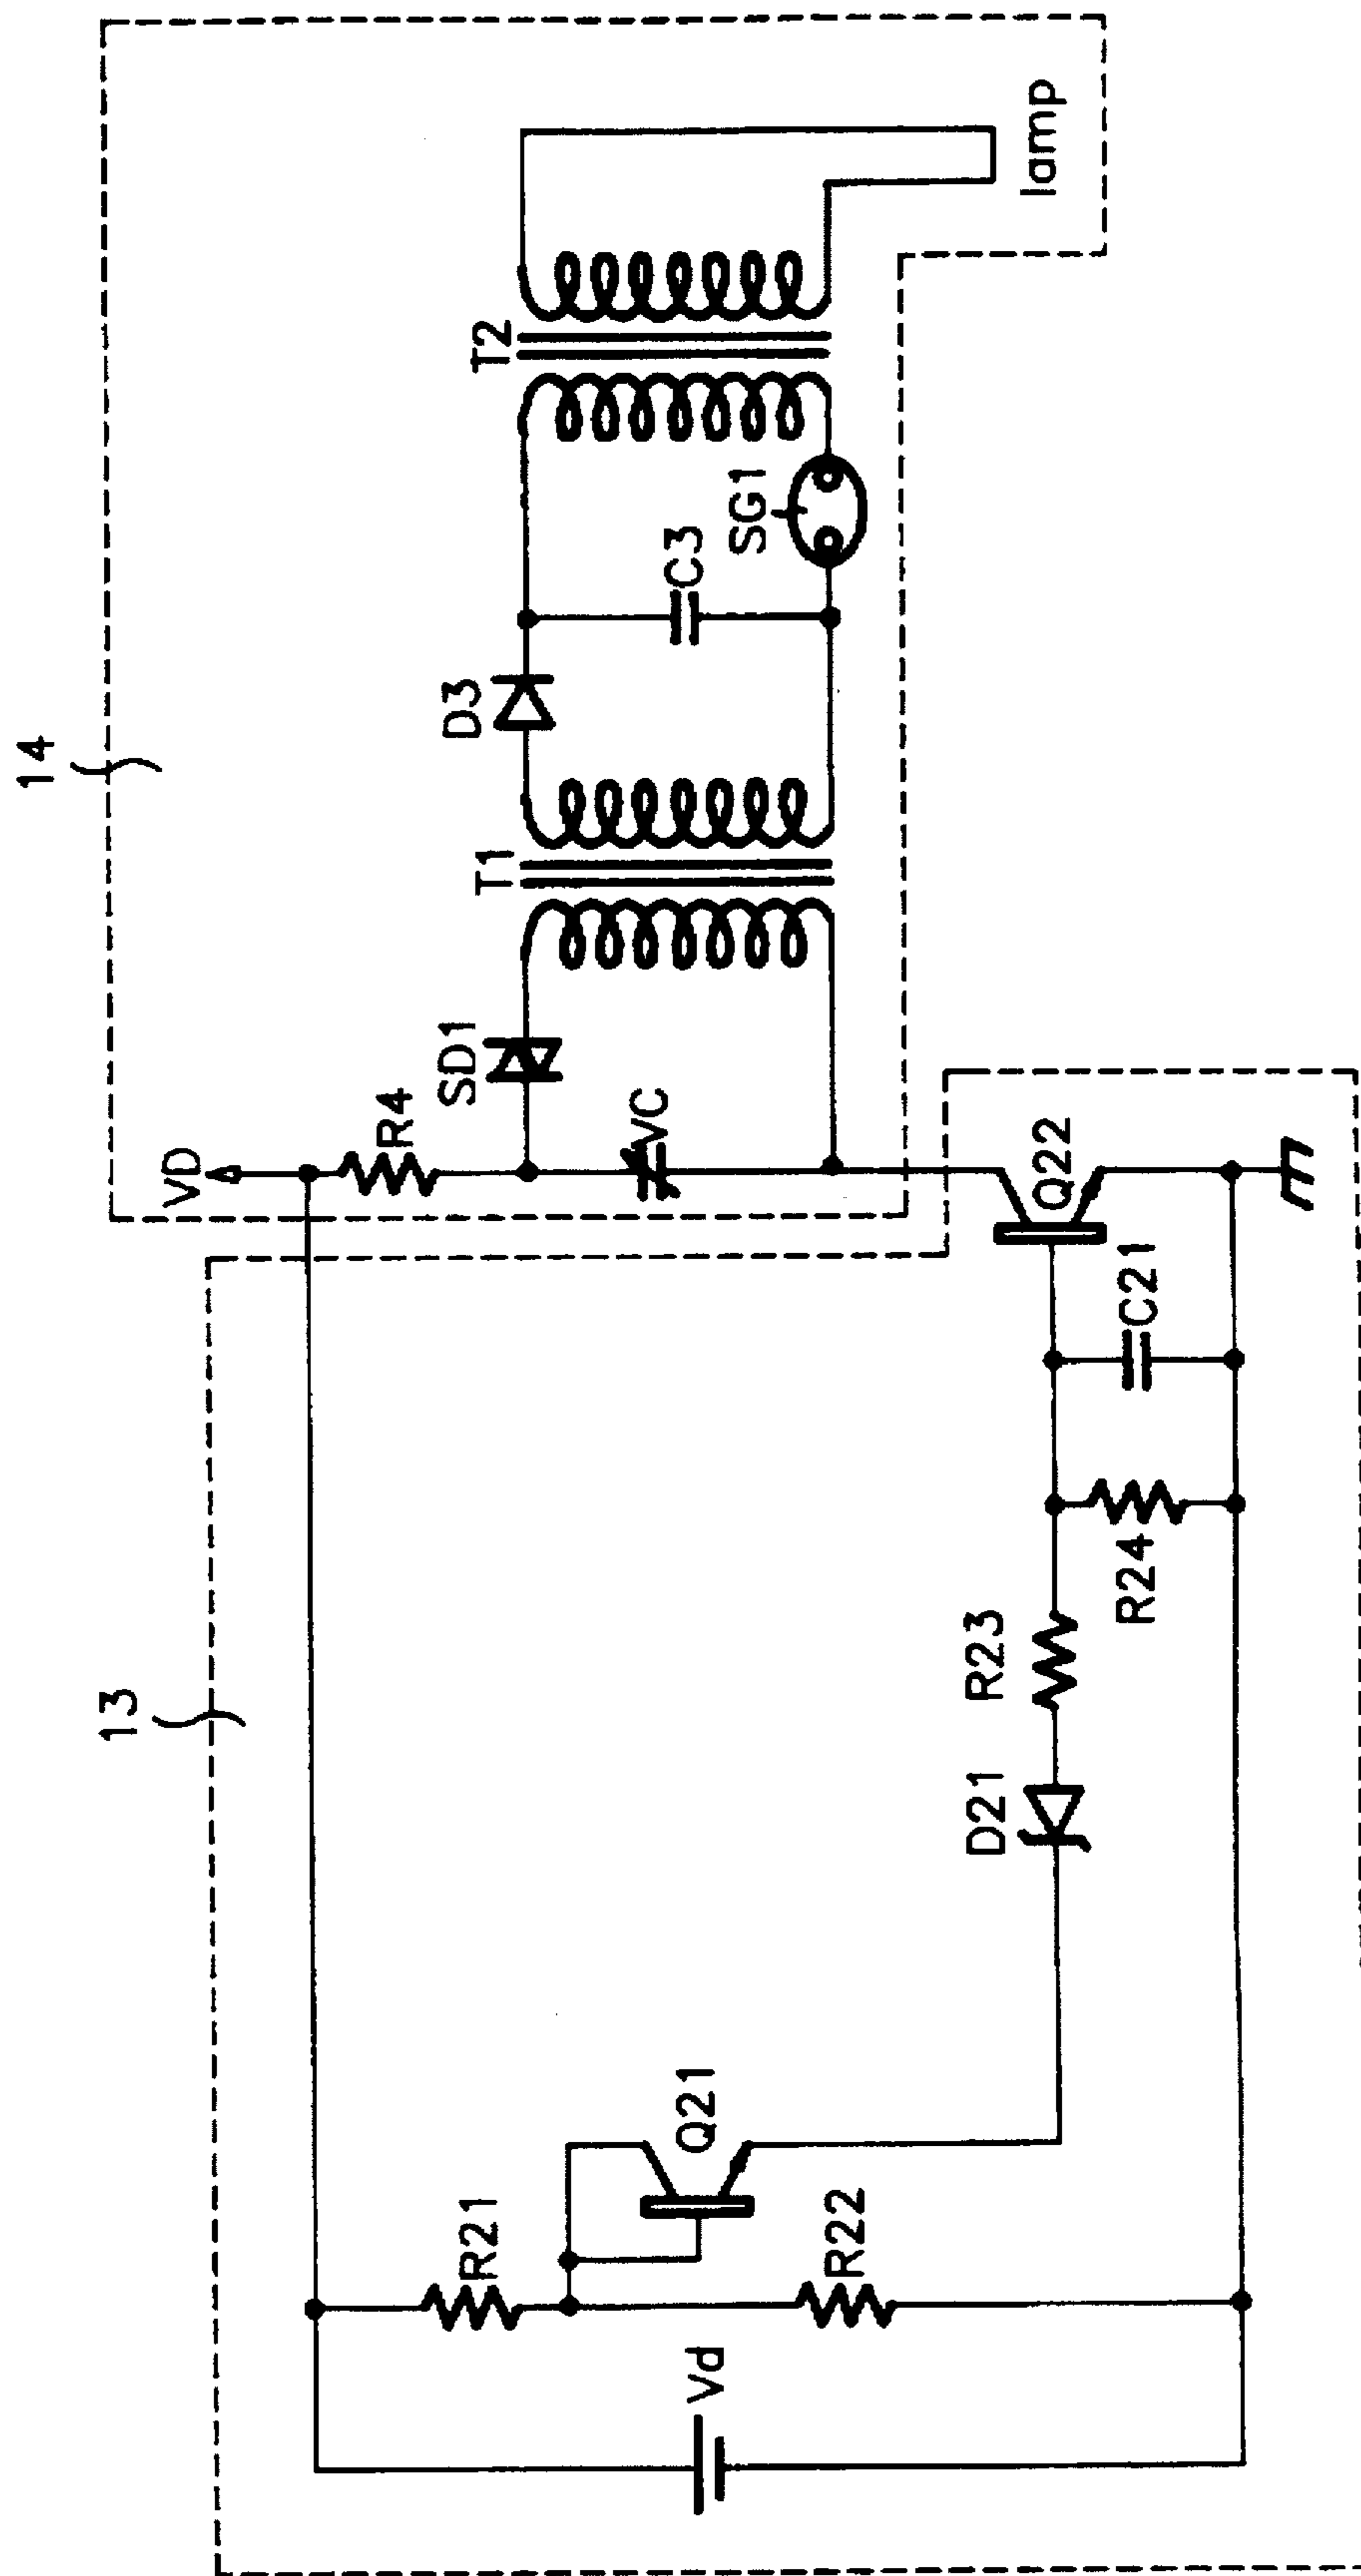 13
14
VD
R4
SD1
VC
T1
D3
C3
SG1
T2
lamp
Vd
R21
R22
Q21
D21
R23
R24
C21
Q22